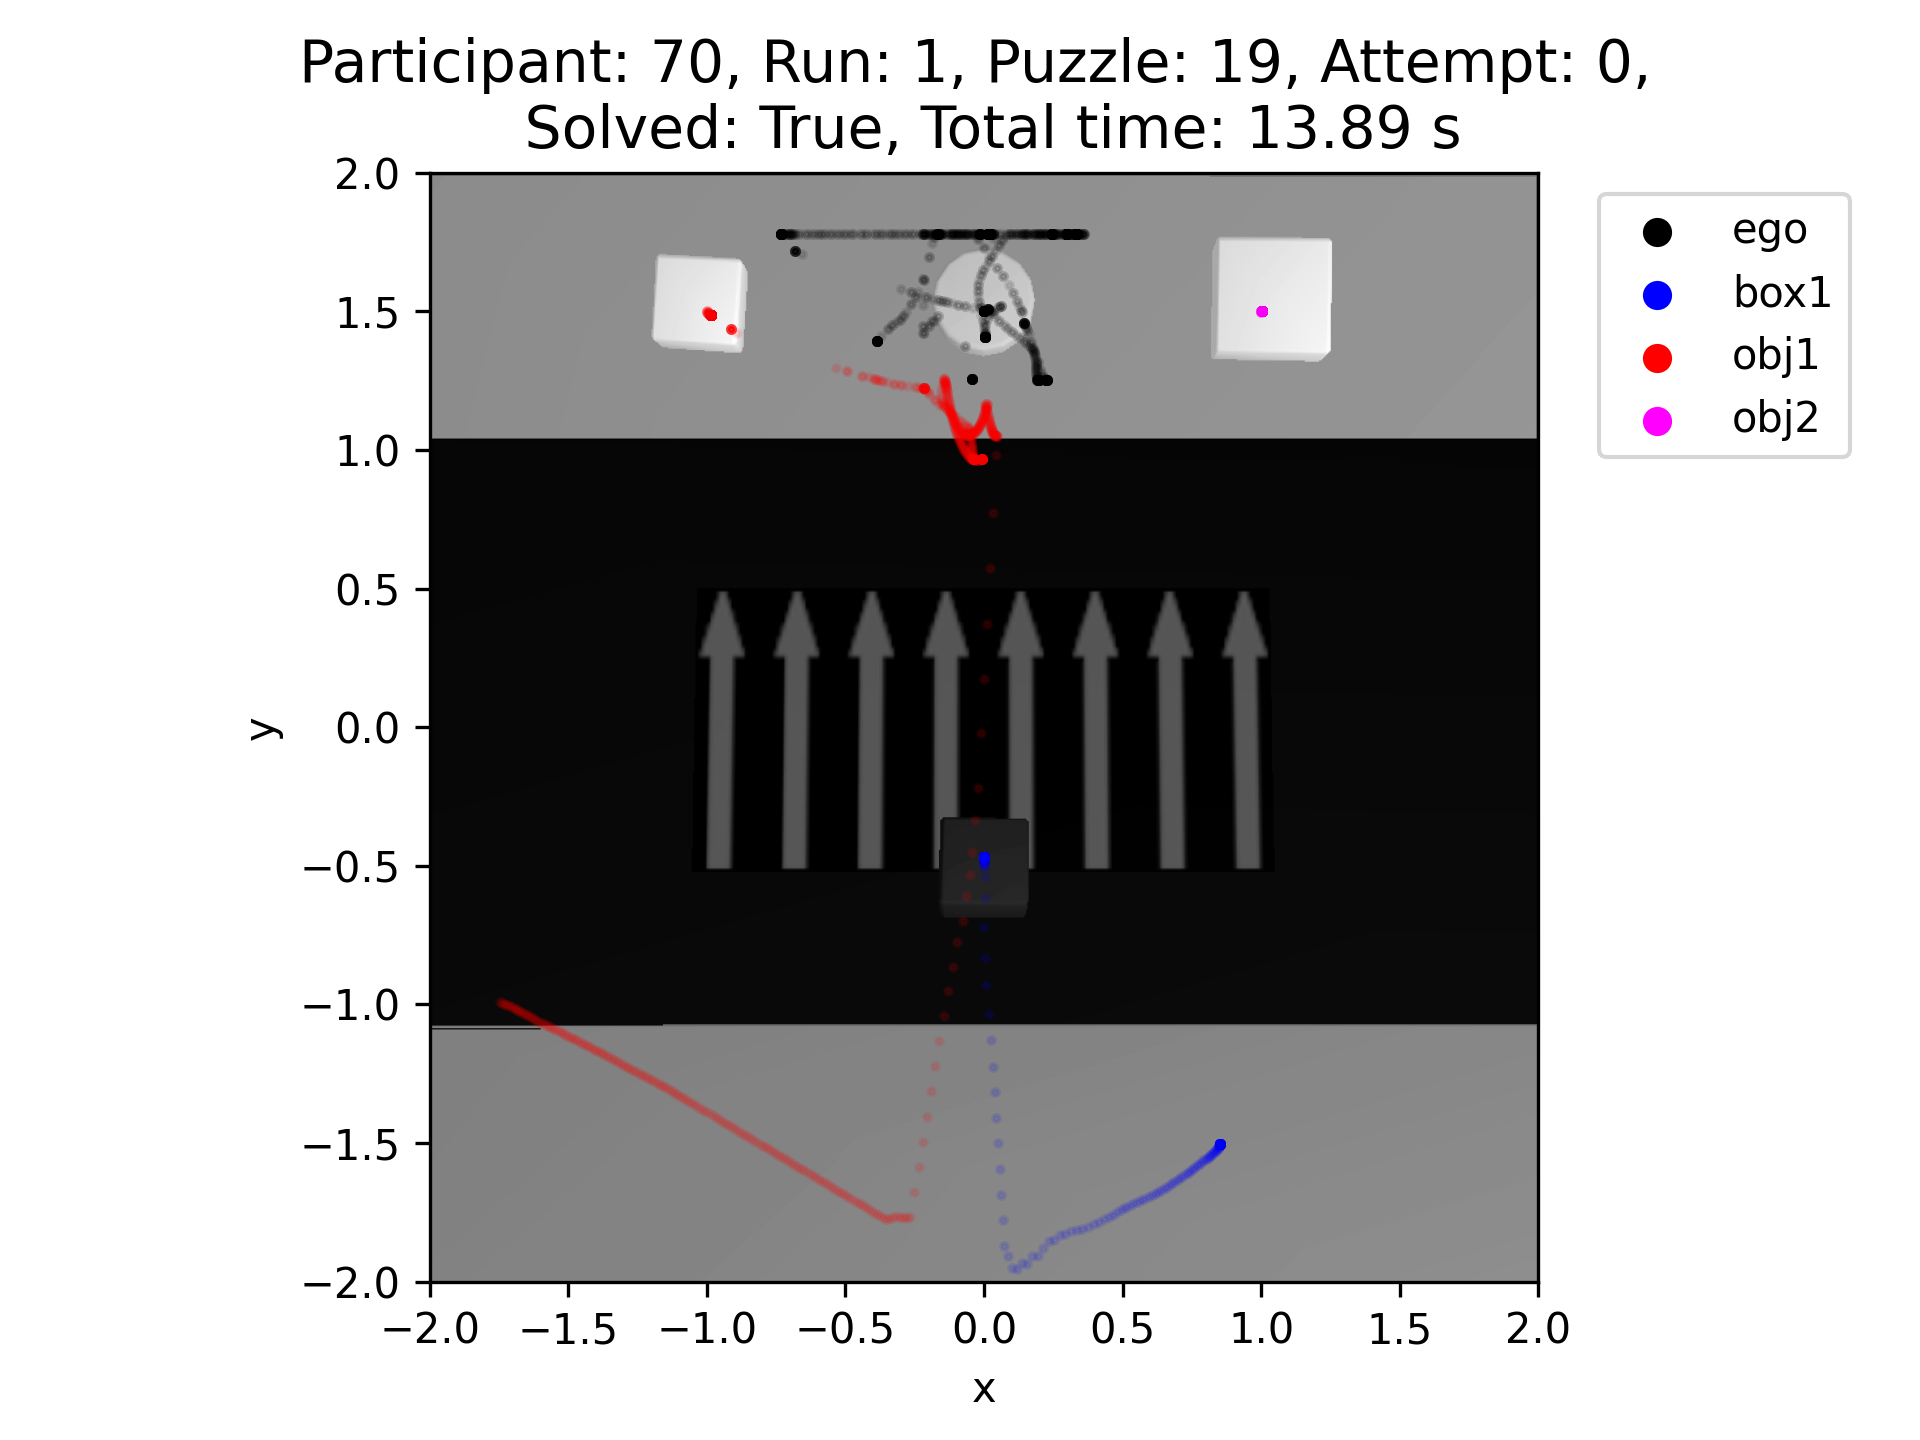 Participant: 70, Run: 1, Puzzle: 19, Attempt: 0,
Solved: True, Total time: 13.89 s
2.0
1.5
1.0
0.5
0.0
−0.5
−1.0
−1.5
−2.0
y
−2.0 −1.5 −1.0 −0.5 0.0 0.5 1.0 1.5 2.0
x
ego
box1
obj1
obj2